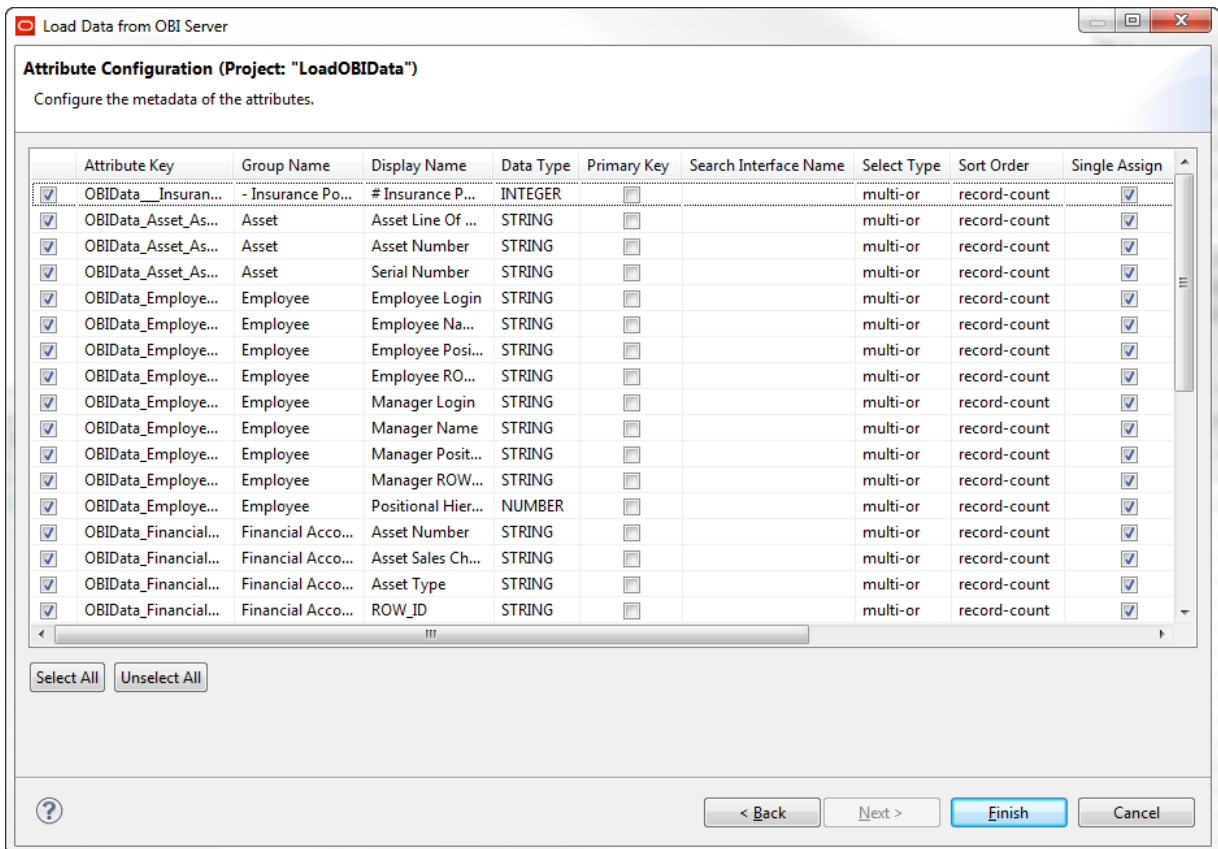 Load Data from OBI Server
Attribute Configuration (Project: "LoadOBIData")
Configure the metadata of the attributes.
Attribute Key Group Name Display Name Data Type Primary Key Search Interface Name Select Type Sort Order Single Assign
OBIData__Insuran... - Insurance Po... # Insurance P... INTEGER multi-or record-count
OBIData_Asset_As... Asset Asset Line Of ... STRING multi-or record-count
OBIData_Asset_As... Asset Asset Number STRING multi-or record-count
OBIData_Asset_As... Asset Serial Number STRING multi-or record-count
OBIData_Employe... Employee Employee Login STRING multi-or record-count
OBIData_Employe... Employee Employee Na... STRING multi-or record-count
OBIData_Employe... Employee Employee Posi... STRING multi-or record-count
OBIData_Employe... Employee Employee RO... STRING multi-or record-count
OBIData_Employe... Employee Manager Login STRING multi-or record-count
OBIData_Employe... Employee Manager Name STRING multi-or record-count
OBIData_Employe... Employee Manager Posit... STRING multi-or record-count
OBIData_Employe... Employee Manager ROW... STRING multi-or record-count
OBIData_Employe... Employee Positional Hier... NUMBER multi-or record-count
OBIData_Financial... Financial Acco... Asset Number STRING multi-or record-count
OBIData_Financial... Financial Acco... Asset Sales Ch... STRING multi-or record-count
OBIData_Financial... Financial Acco... Asset Type STRING multi-or record-count
OBIData_Financial... Financial Acco... ROW_ID STRING multi-or record-count
Select All Unselect All
? < Back Next > Finish Cancel